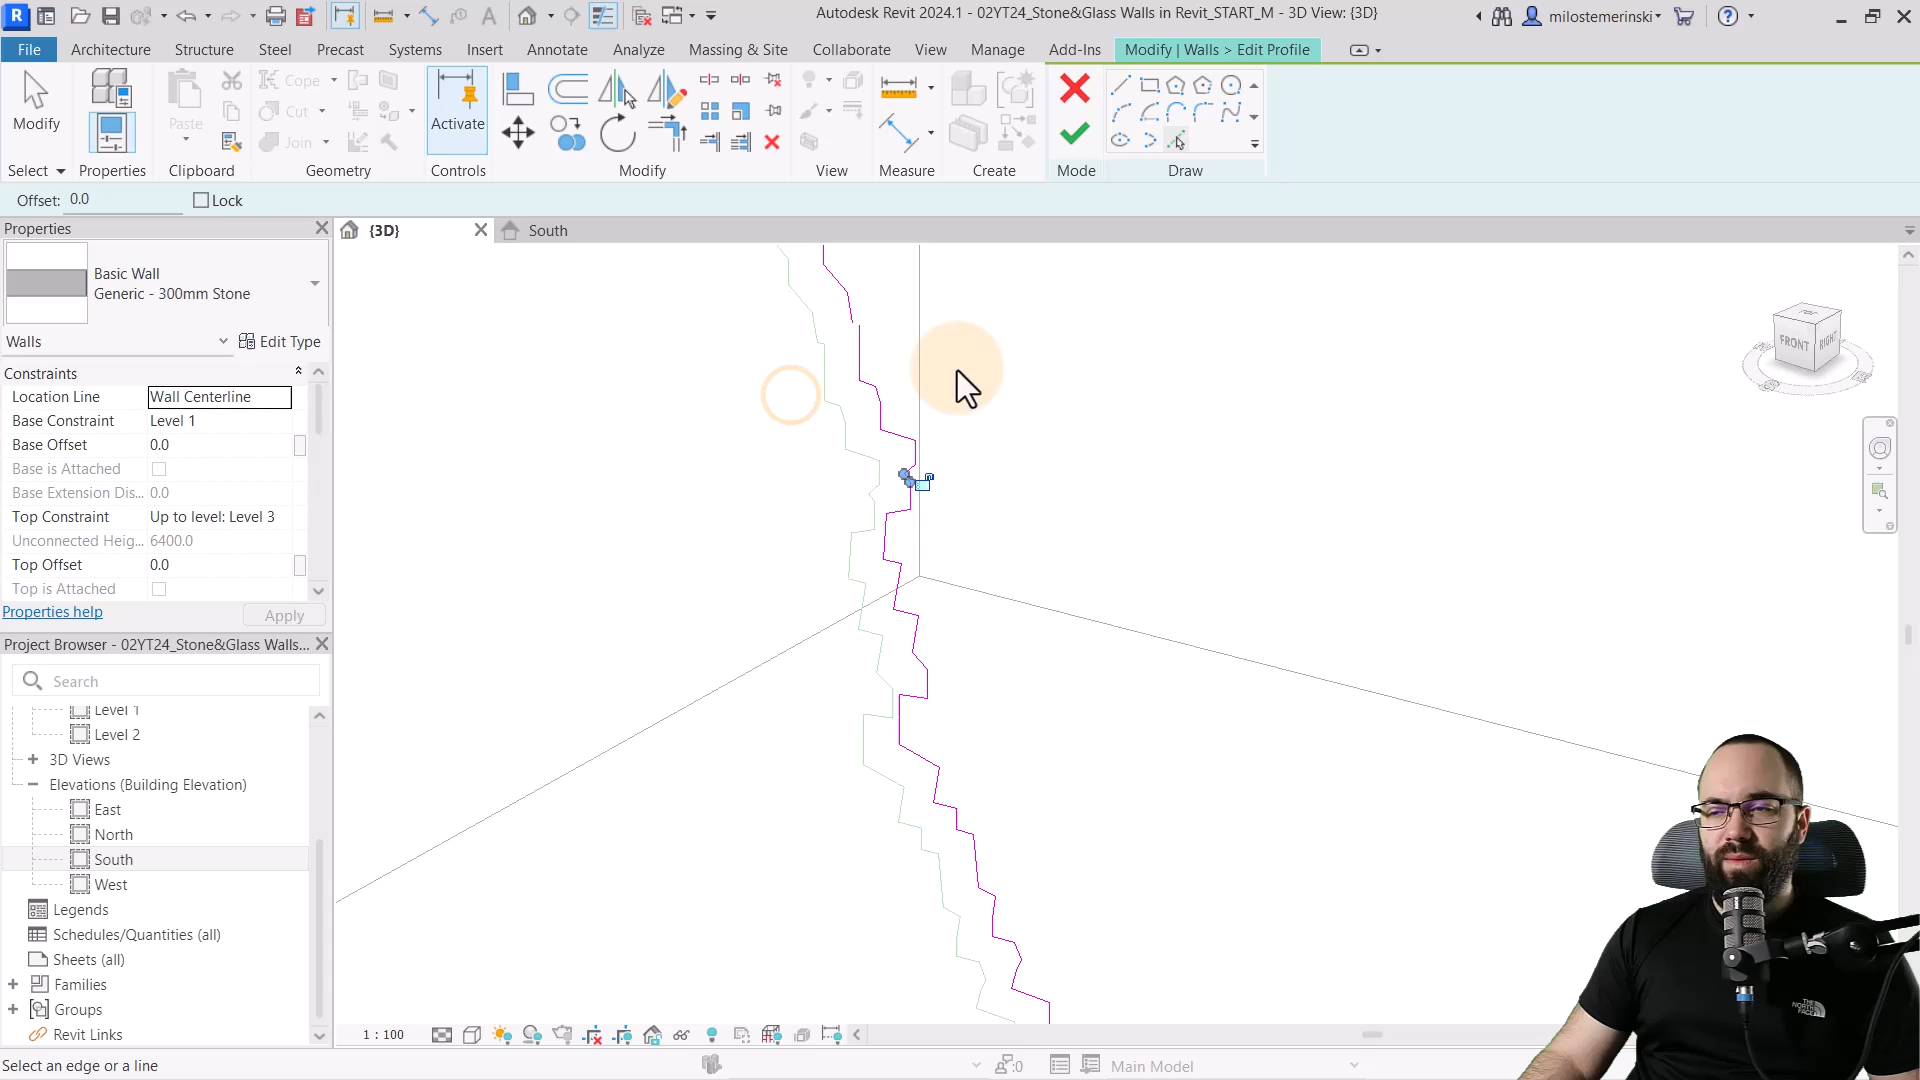 Autodesk Revit 2024.1 - 02YT24_Stone&Glass Walls in Revit_START_M - 3D View: {3D}
milostemerinski
File Architecture Structure Steel Precast Systems Insert Annotate Analyze Massing & Site Collaborate View Manage Add-Ins Modify | Walls > Edit Profile
Modify
Paste
Cope
Cut
Join
Activate
Select Properties Clipboard Geometry Controls Modify View Measure Create Mode Draw
Offset: 0.0 Lock
Properties
{3D}
South
Basic Wall
Generic - 300mm Stone
Walls
Edit Type
Constraints
Location Line Wall Centerline
Base Constraint Level 1
Base Offset 0.0
Base is Attached
Base Extension Dis... 0.0
Top Constraint Up to level: Level 3
Unconnected Heig... 6400.0
Top Offset 0.0
Top is Attached
Properties help
Apply
Project Browser - 02YT24_Stone&Glass Walls...
Search
Level 1
Level 2
3D Views
Elevations (Building Elevation)
East
North
South
West
Legends
Schedules/Quantities (all)
Sheets (all)
Families
Groups
Revit Links
TOP
FRONT
RIGHT
1 : 100
Select an edge or a line
:0
Main Model
THE NORTH FACE